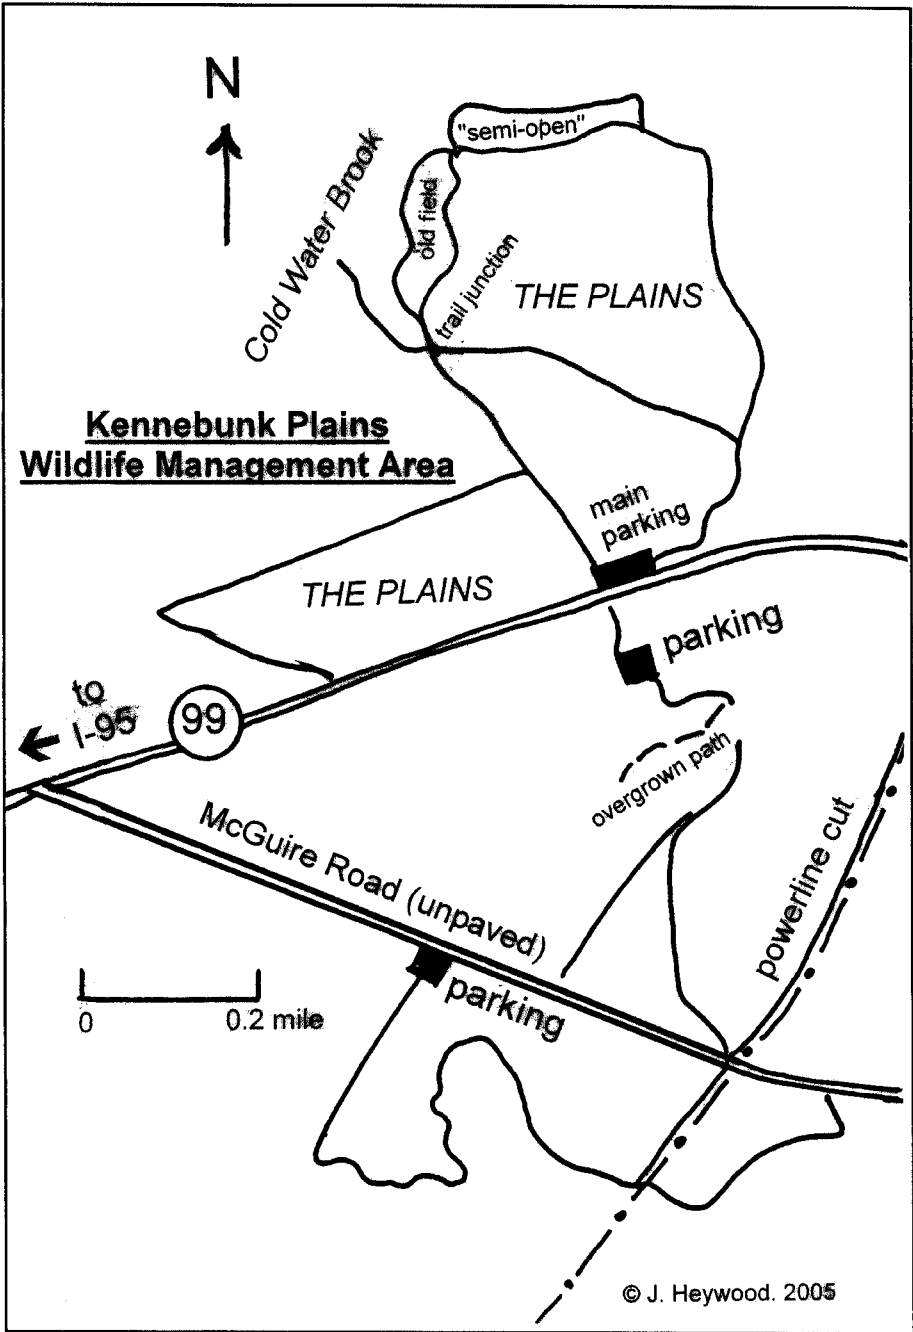 N
"semi-open"
Cold Water Brook
old field
trail junction
THE PLAINS
Kennebunk Plains
Wildlife Management Area
main
parking
THE PLAINS
parking
to
I-95
99
overgrown path
McGuire Road (unpaved)
powerline cut
parking
0
0.2 mile
© J. Heywood. 2005